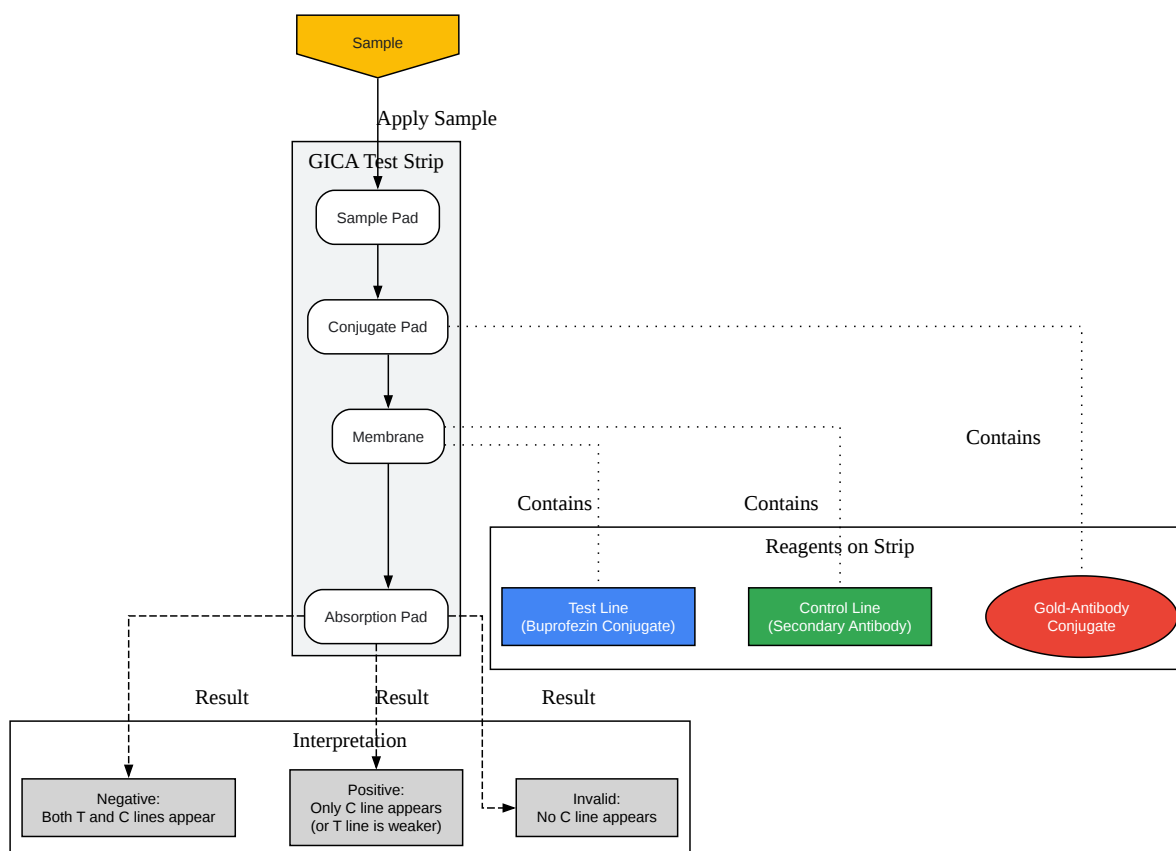 Sample
Apply Sample
GICA Test Strip
Sample Pad
Conjugate Pad
Membrane
Contains
Contains
Contains
Reagents on Strip
Test Line
(Buprofezin Conjugate)
Control Line
(Secondary Antibody)
Gold-Antibody
Conjugate
Absorption Pad
Result
Result
Result
Interpretation
Negative:
Both T and C lines appear
Positive:
Only C line appears
(or T line is weaker)
Invalid:
No C line appears